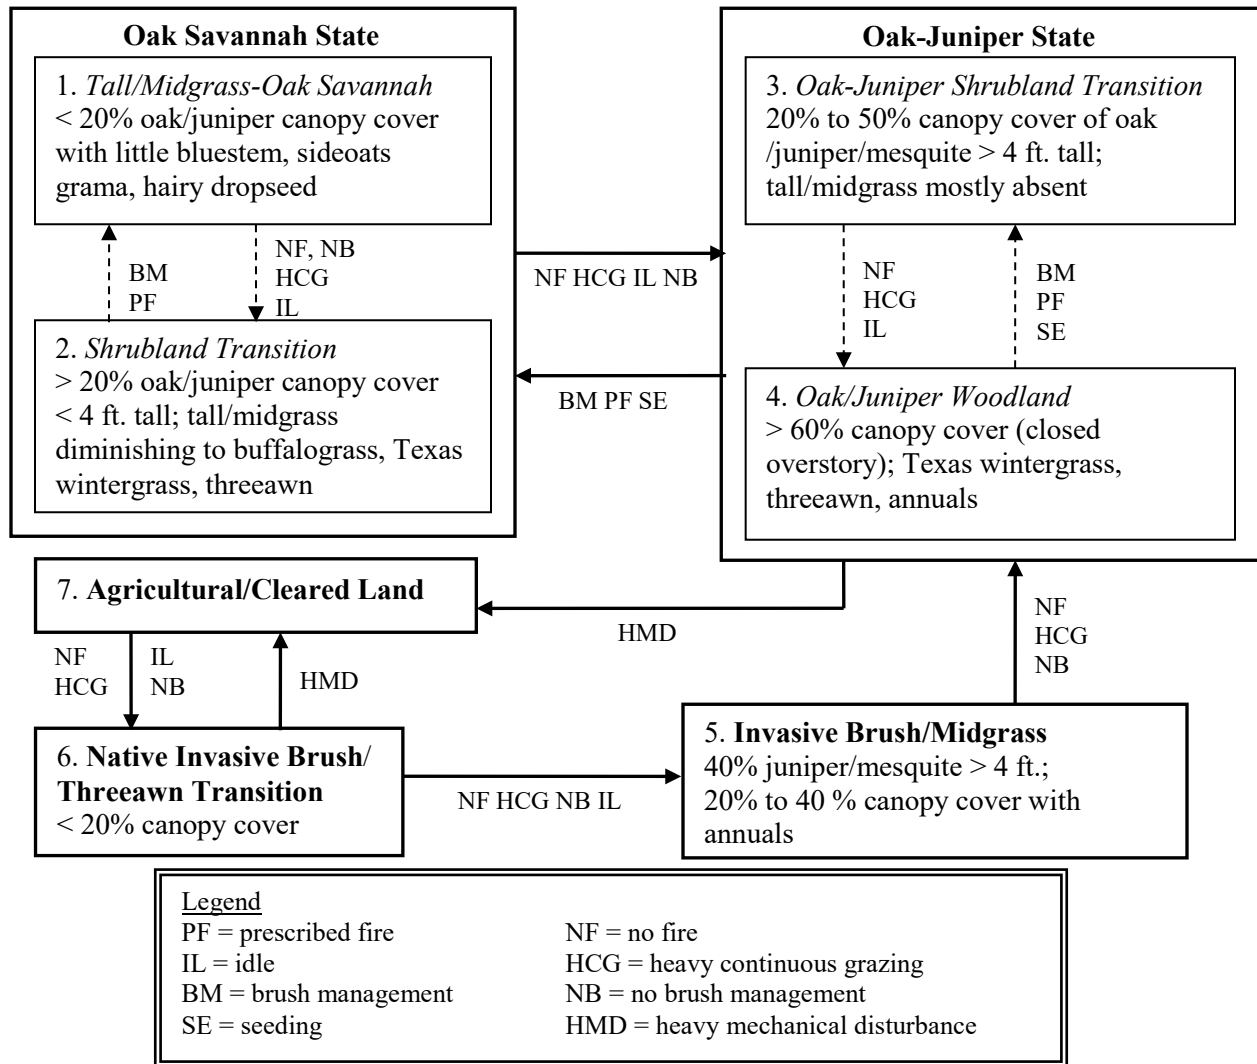 Oak Savannah State
1. Tall/Midgrass-Oak Savannah
< 20% oak/juniper canopy cover
with little bluestem, sideoats
grama, hairy dropseed
BM
PF
NF, NB
HCG
IL
2. Shrubland Transition
> 20% oak/juniper canopy cover
< 4 ft. tall; tall/midgrass
diminishing to buffalograss, Texas
wintergrass, threeawn
NF HCG IL NB
BM PF SE
Oak-Juniper State
3. Oak-Juniper Shrubland Transition
20% to 50% canopy cover of oak
/juniper/mesquite > 4 ft. tall;
tall/midgrass mostly absent
NF
HCG
IL
BM
PF
SE
4. Oak/Juniper Woodland
> 60% canopy cover (closed
overstory); Texas wintergrass,
threeawn, annuals
7. Agricultural/Cleared Land
HMD
NF
HCG
IL
NB
HMD
NF
HCG
NB
6. Native Invasive Brush/
Threeawn Transition
< 20% canopy cover
NF HCG NB IL
5. Invasive Brush/Midgrass
40% juniper/mesquite > 4 ft.;
20% to 40 % canopy cover with
annuals
Legend
PF = prescribed fire
IL = idle
BM = brush management
SE = seeding
NF = no fire
HCG = heavy continuous grazing
NB = no brush management
HMD = heavy mechanical disturbance